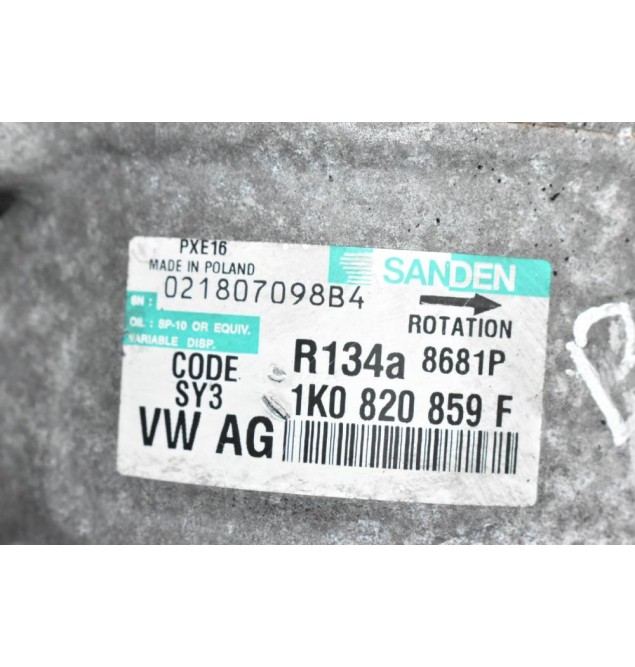 PXE16
MADE IN POLAND
SANDEN
SN : 021807098B4
ROTATION
OIL : SP-10 OR EQUIV.
VARIABLE DISP.
CODE
SY3
R134a 8681P
1K0 820 859 F
VW AG